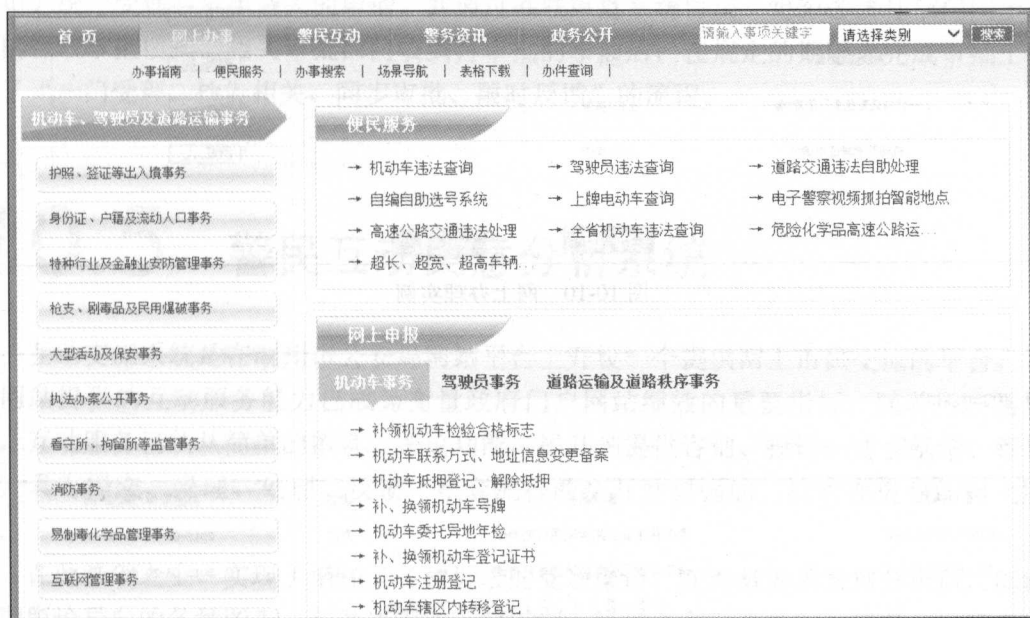 首 页 网上办事 警民互动 警务资讯 政务公开 请输入事项关键字 请选择类别 搜索
办事指南 | 便民服务 | 办事搜索 | 场景导航 | 表格下载 | 办件查询 |
机动车、驾驶员及道路运输事务
护照、签证等出入境事务
身份证、户籍及流动人口事务
特种行业及金融业安防管理事务
枪支、剧毒品及民用爆破事务
大型活动及保安事务
执法办案公开事务
看守所、拘留所等监管事务
消防事务
易制毒化学品管理事务
互联网管理事务
便民服务
→ 机动车违法查询 → 驾驶员违法查询 → 道路交通违法自助处理
→ 自编自助选号系统 → 上牌电动车查询 → 电子警察视频抓拍智能地点
→ 高速公路交通违法处理 → 全省机动车违法查询 → 危险化学品高速公路运...
→ 超长、超宽、超高车辆...
网上申报
机动车事务 驾驶员事务 道路运输及道路秩序事务
→ 补领机动车检验合格标志
→ 机动车联系方式、地址信息变更备案
→ 机动车抵押登记、解除抵押
→ 补、换领机动车号牌
→ 机动车委托异地年检
→ 补、换领机动车登记证书
→ 机动车注册登记
→ 机动车辖区内转移登记